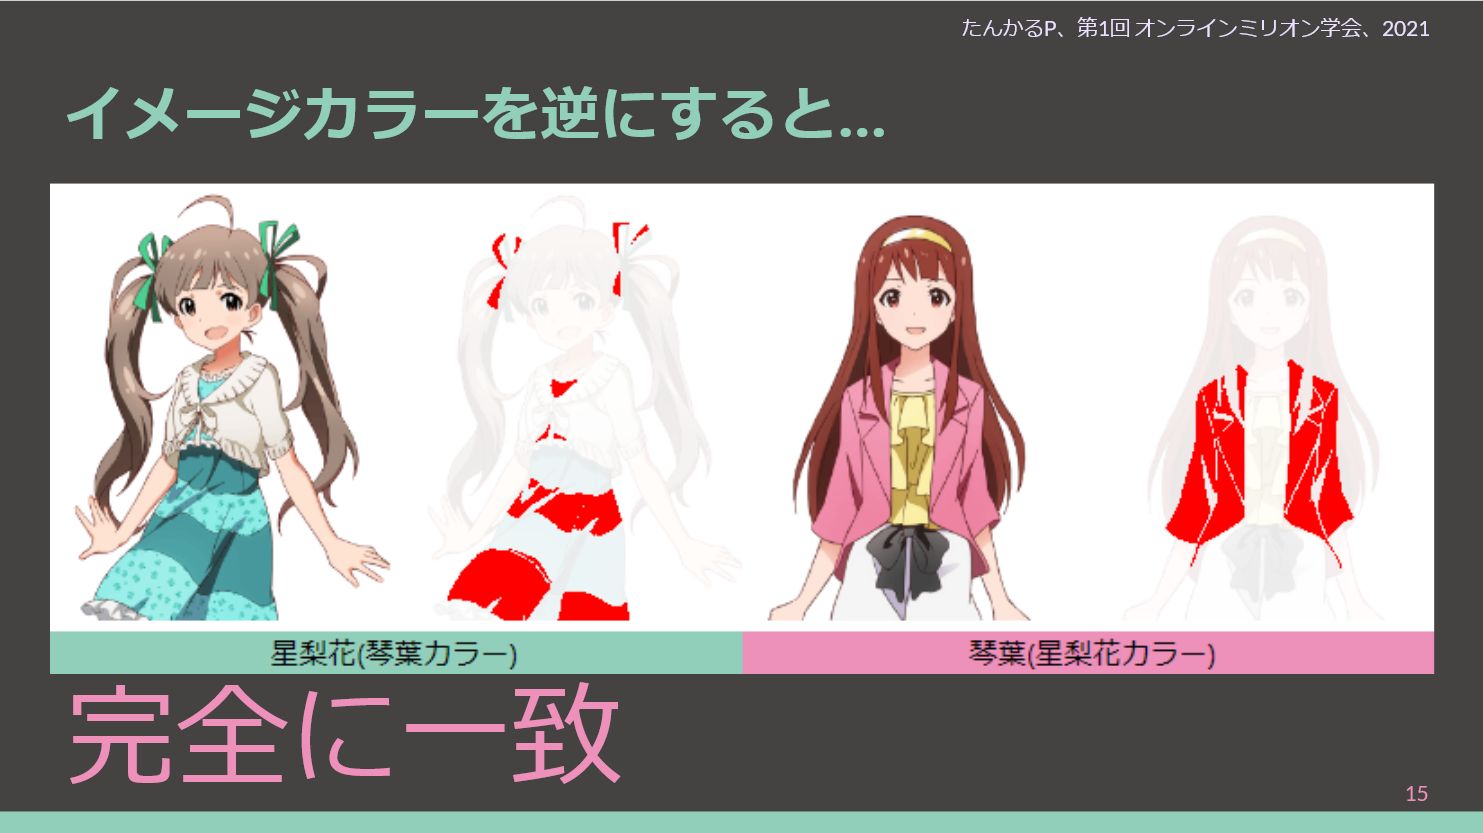 たんかるP、第1回 オンラインミリオン学会、2021
イメージカラーを逆にすると...
星梨花(琴葉カラー)
琴葉(星梨花カラー)
完全に一致
15